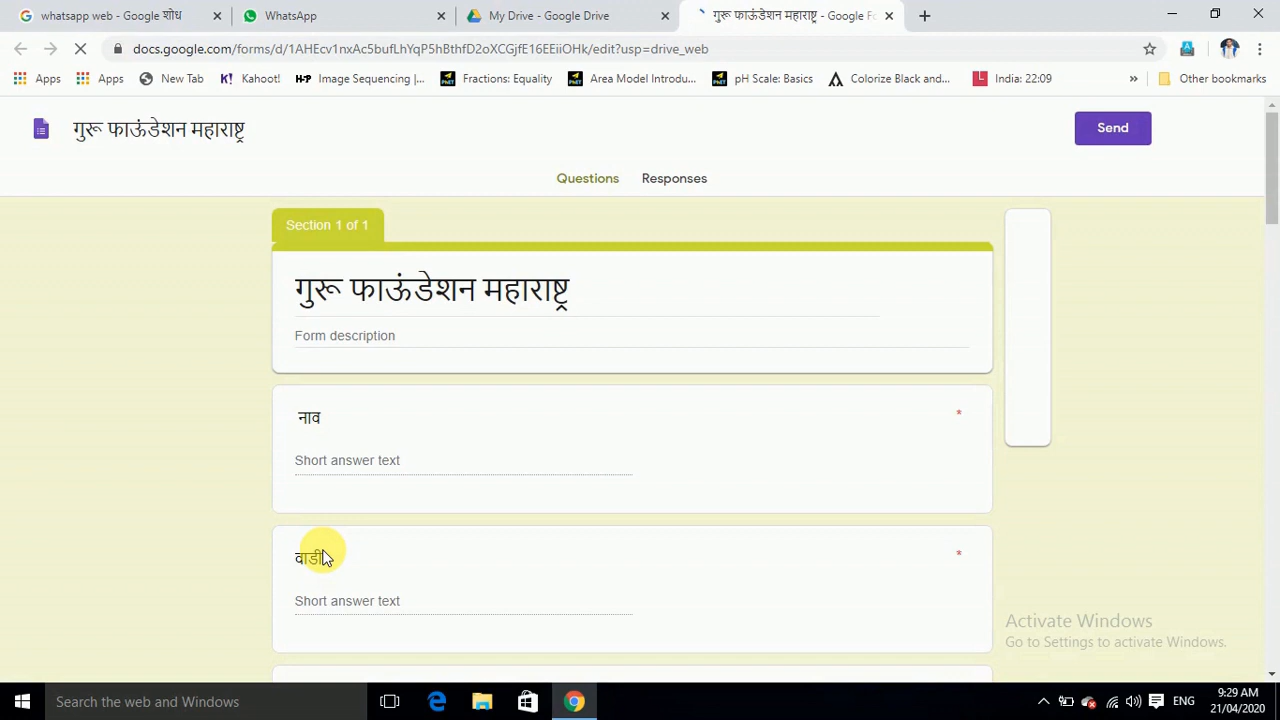 whatsapp web - Google शोध
WhatsApp
My Drive - Google Drive
गुरू फाऊंडेशन महाराष्ट्र - Google Fo
docs.google.com/forms/d/1AHEcv1nxAc5bufLhYqP5hBthfD2oXCGjfE16EEiiOHk/edit?usp=drive_web
Apps
Apps
New Tab
Kahoot!
Image Sequencing |...
Fractions: Equality
Area Model Introdu...
pH Scale: Basics
Colorize Black and...
India: 22:09
»
Other bookmarks
गुरू फाऊंडेशन महाराष्ट्र
Send
Questions
Responses
Section 1 of 1
गुरू फाऊंडेशन महाराष्ट्र
Form description
नाव
*
Short answer text
वाडी
*
Short answer text
Activate Windows
Go to Settings to activate Windows.
Search the web and Windows
ENG
9:29 AM
21/04/2020